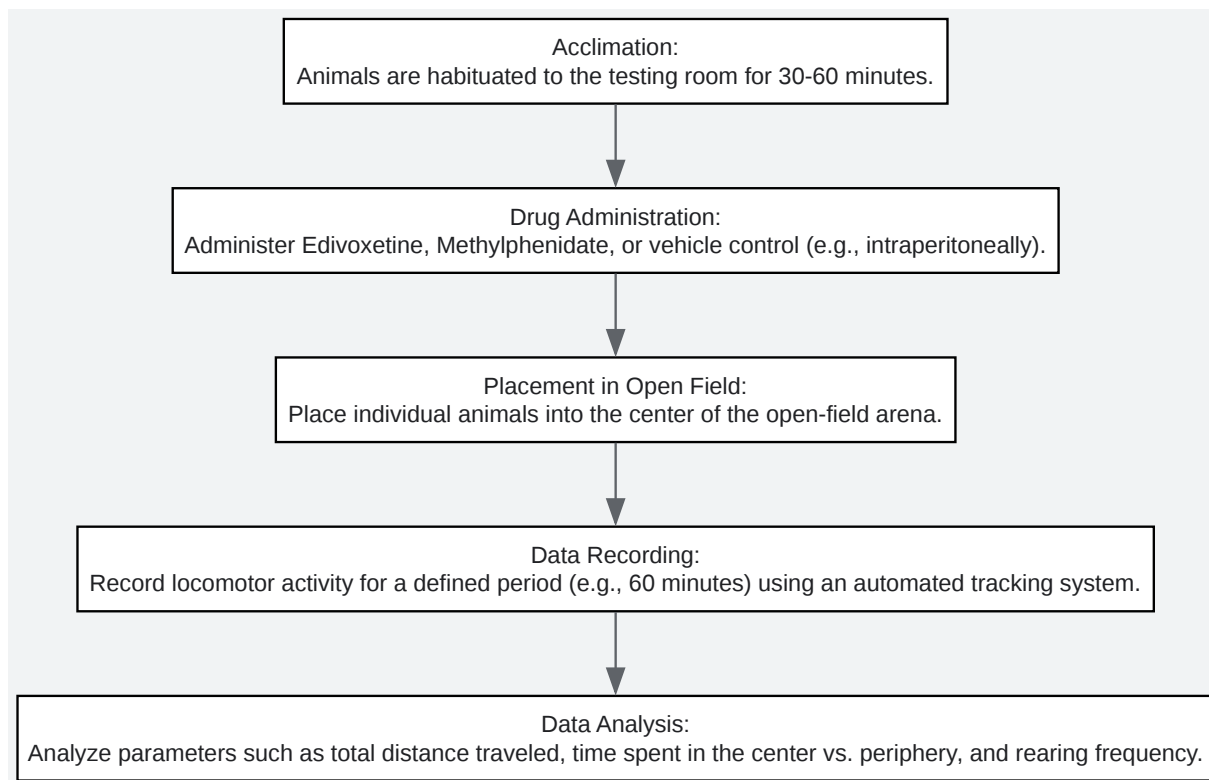 Acclimation:
Animals are habituated to the testing room for 30-60 minutes.
Drug Administration:
Administer Edivoxetine, Methylphenidate, or vehicle control (e.g., intraperitoneally).
Placement in Open Field:
Place individual animals into the center of the open-field arena.
Data Recording:
Record locomotor activity for a defined period (e.g., 60 minutes) using an automated tracking system.
Data Analysis:
Analyze parameters such as total distance traveled, time spent in the center vs. periphery, and rearing frequency.